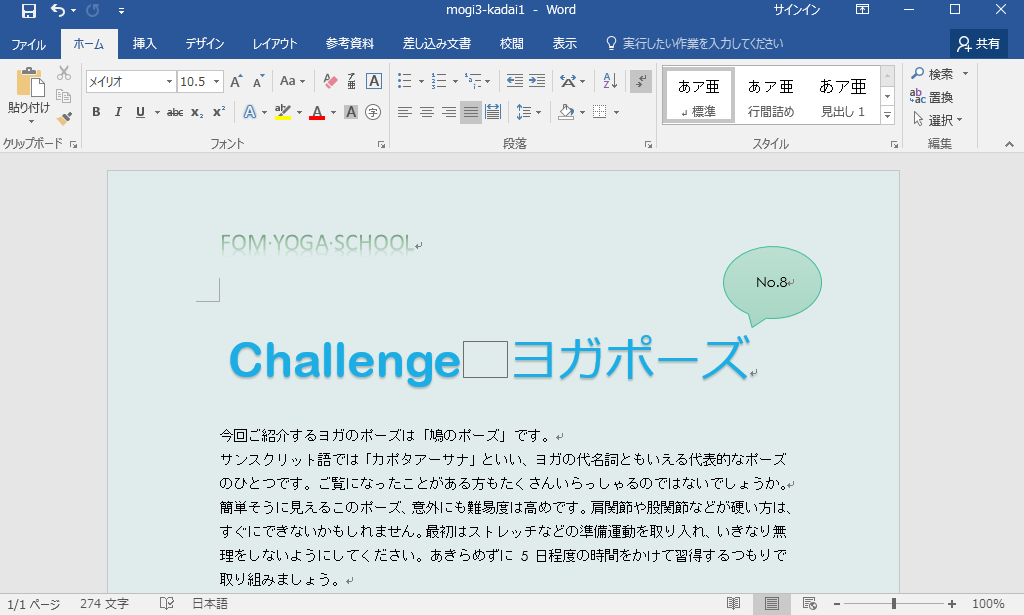 mogi3-kadai1 - Word
サインイン
ファイル ホーム 挿入 デザイン レイアウト 参考資料 差し込み文書 校閲 表示 実行したい作業を入力してください 共有
貼り付け
メイリオ 10.5
B I U abc x₂ x²
あア亜 あア亜 あア亜
標準 行間詰め 見出し 1
検索
置換
選択
クリップボード フォント 段落 スタイル 編集
FOM·YOGA·SCHOOL
No.8
Challenge□ヨガポーズ
今回ご紹介するヨガのポーズは「鳩のポーズ」です。
サンスクリット語では「カポタアーサナ」といい、ヨガの代名詞ともいえる代表的なポーズ
のひとつです。ご覧になったことがある方もたくさんいらっしゃるのではないでしょうか。
簡単そうに見えるこのポーズ、意外にも難易度は高めです。肩関節や股関節などが硬い方は、
すぐにできないかもしれません。最初はストレッチなどの準備運動を取り入れ、いきなり無
理をしないようにしてください。あきらめずに 5 日程度の時間をかけて習得するつもりで
取り組みましょう。
1/1 ページ 274 文字 日本語 100%